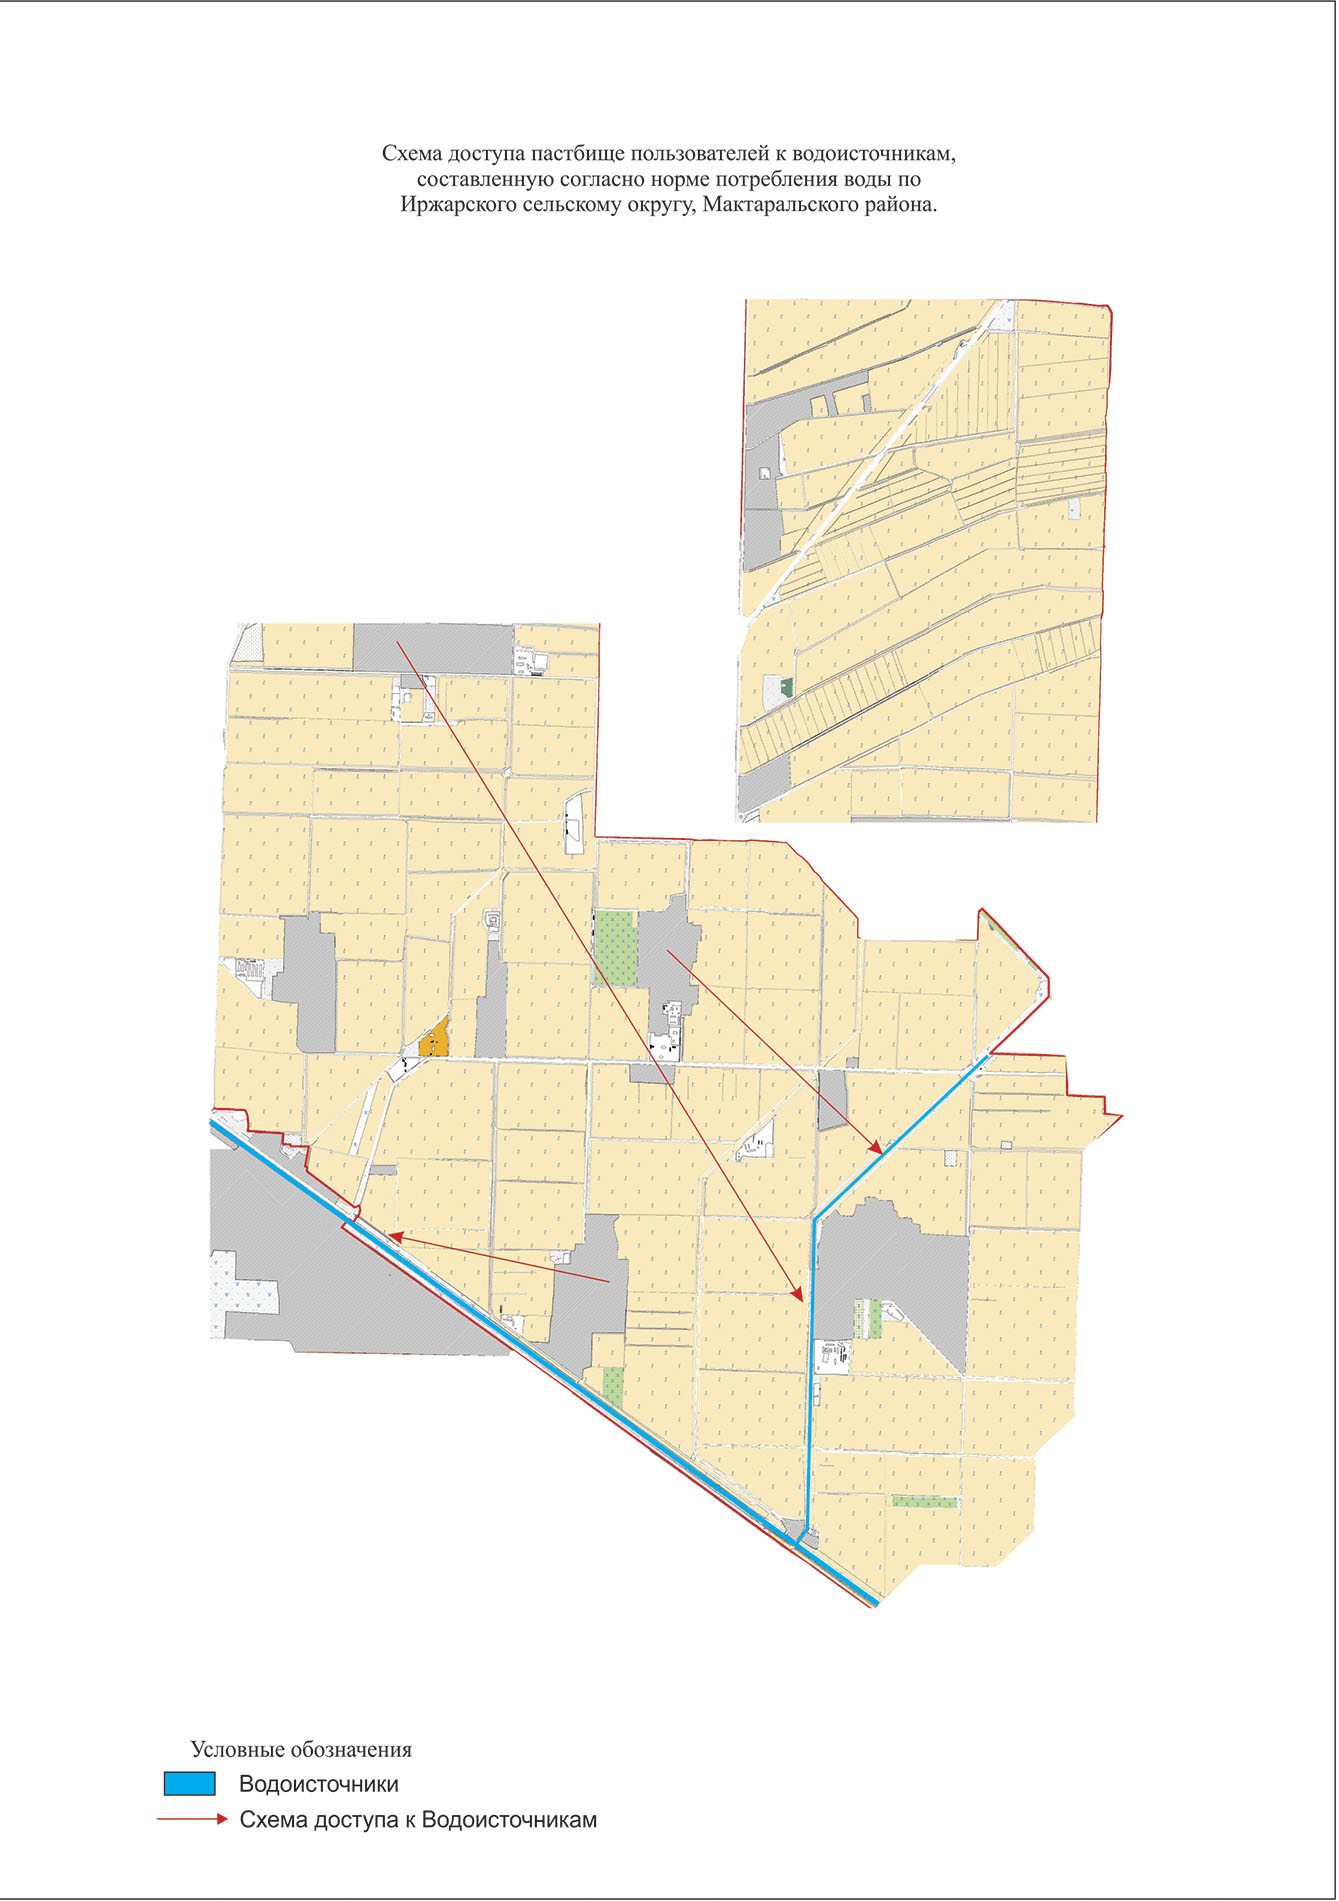 Схема доступа пастбище пользователей к водоисточникам,
составленную согласно норме потребления воды по
Иржарского сельскому округу, Мактаральского района.
Условные обозначения
Водоисточники
Схема доступа к Водоисточникам